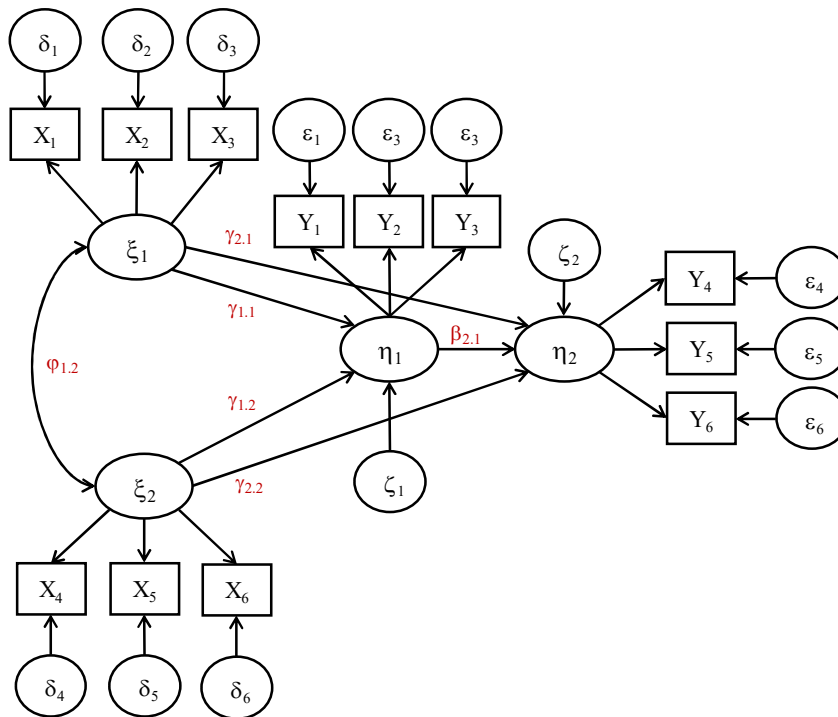 δ₁ δ₂ δ₃
X₁ X₂ X₃
ε₁ ε₃ ε₃
Y₁ Y₂ Y₃
ξ₁
γ₂.₁
ζ₂
Y₄ ε₄
γ₁.₁
η₁ β₂.₁ η₂ Y₅ ε₅
φ₁.₂
γ₁.₂
Y₆ ε₆
ξ₂ γ₂.₂ ζ₁
X₄ X₅ X₆
δ₄ δ₅ δ₆